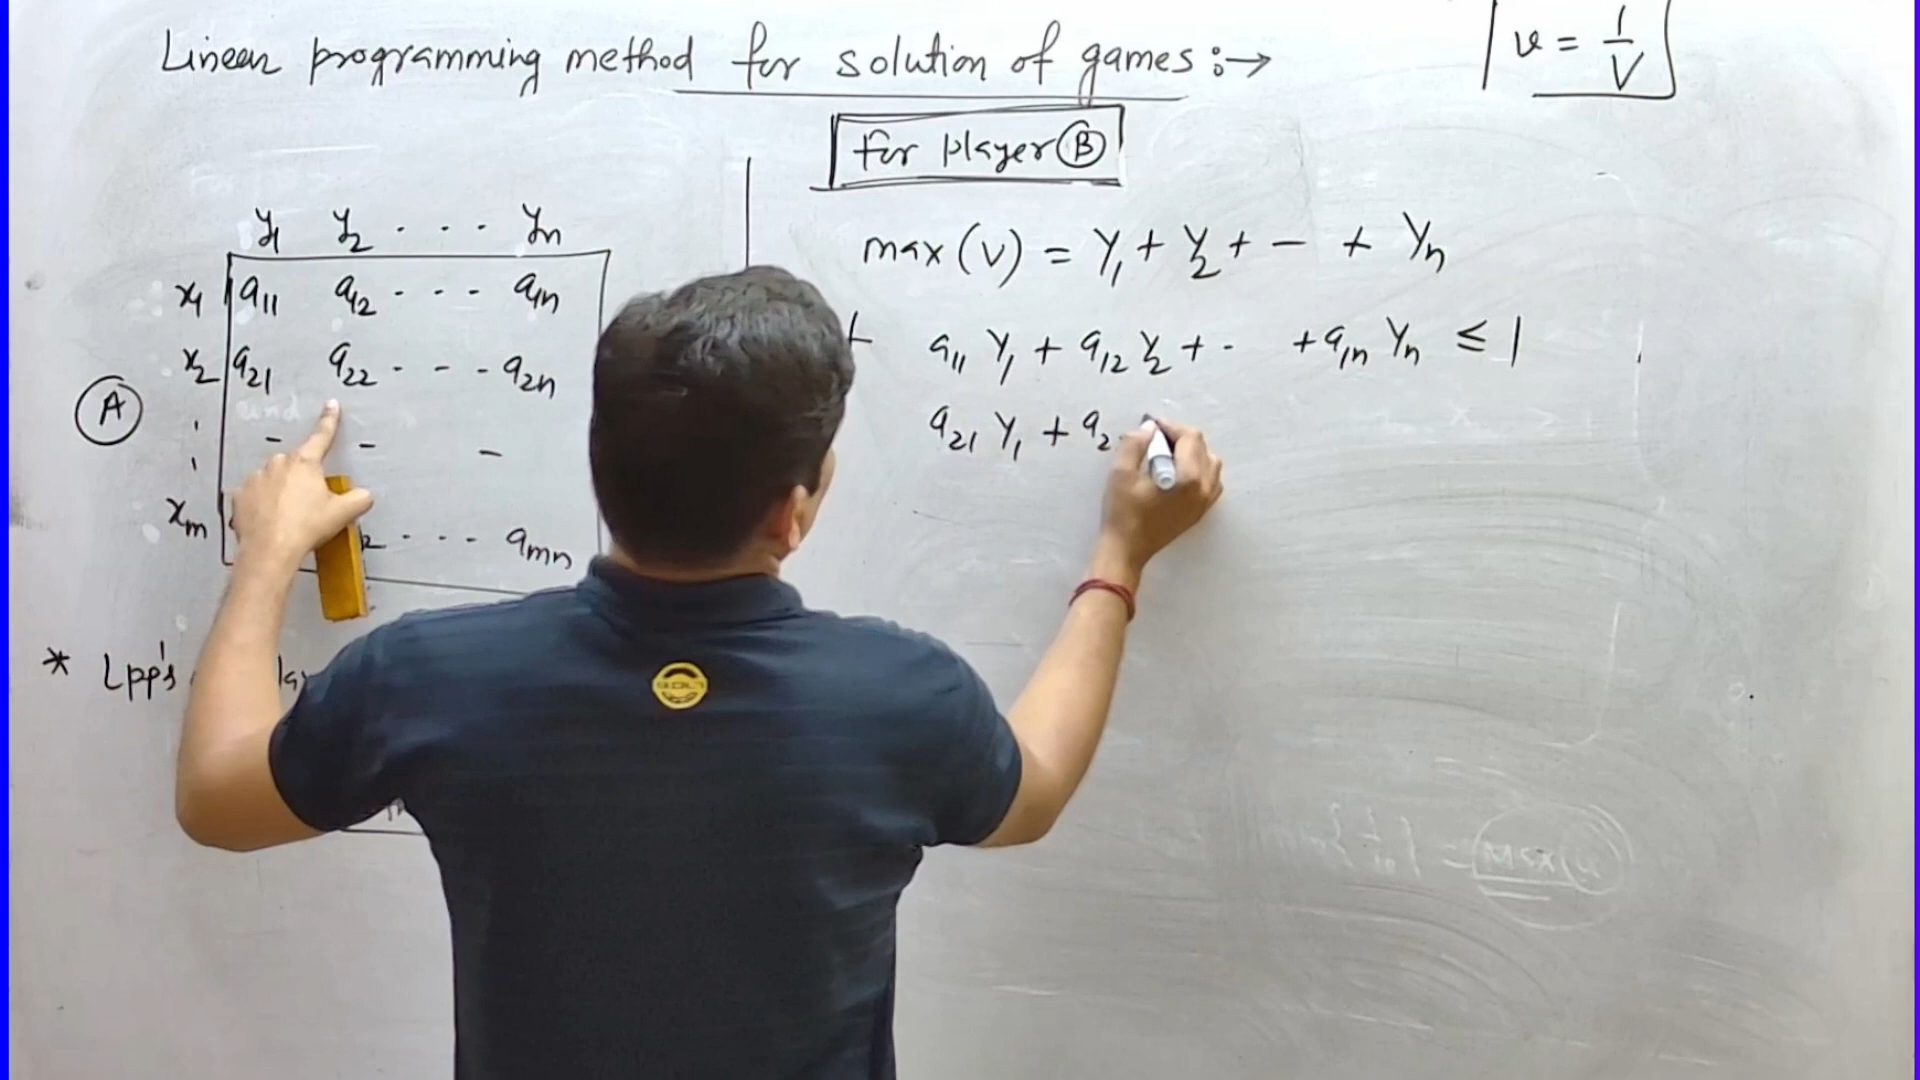 Linear programming method for solution of games :→
v = 1/V
For player Ⓑ
y₁ y₂ . . . yₙ
x₁ a₁₁ a₁₂ . . . a₁ₙ
x₂ a₂₁ a₂₂ . . . a₂ₙ
Ⓐ
xₘ . . . aₘₙ
* Lpp's
max (V) = Y₁ + Y₂ + - + Yₙ
a₁₁ Y₁ + a₁₂ Y₂ + - + a₁ₙ Yₙ ≤ 1
a₂₁ Y₁ + a₂